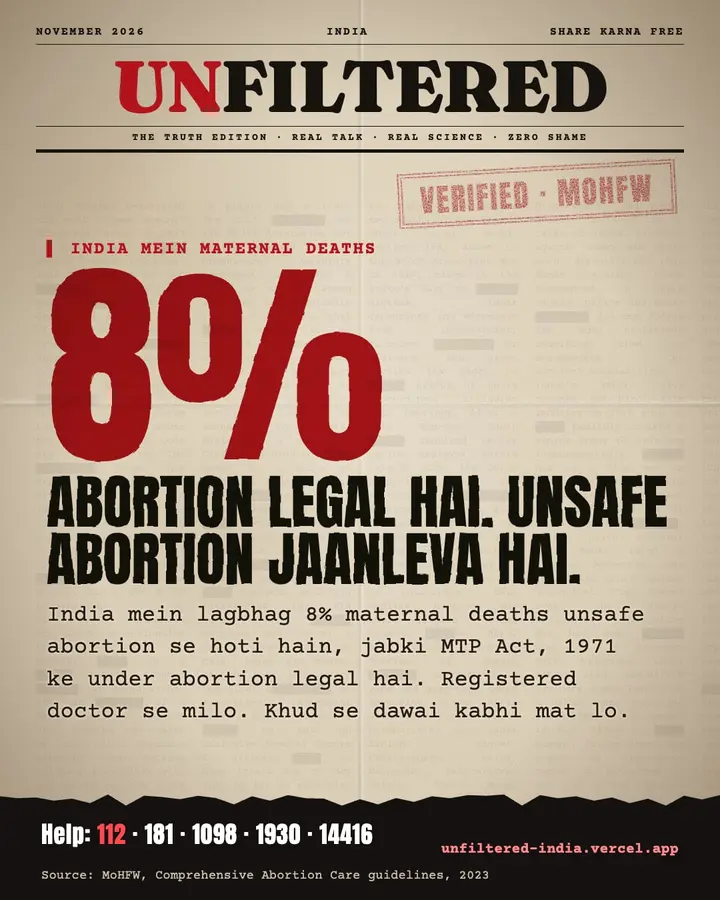 NOVEMBER 2026 INDIA SHARE KARNA FREE
UNFILTERED
THE TRUTH EDITION · REAL TALK · REAL SCIENCE · ZERO SHAME
VERIFIED · MOHFW
INDIA MEIN MATERNAL DEATHS
8%
ABORTION LEGAL HAI. UNSAFE
ABORTION JAANLEVA HAI.
India mein lagbhag 8% maternal deaths unsafe
abortion se hoti hain, jabki MTP Act, 1971
ke under abortion legal hai. Registered
doctor se milo. Khud se dawai kabhi mat lo.
Help: 112 · 181 · 1098 · 1930 · 14416
unfiltered-india.vercel.app
Source: MoHFW, Comprehensive Abortion Care guidelines, 2023